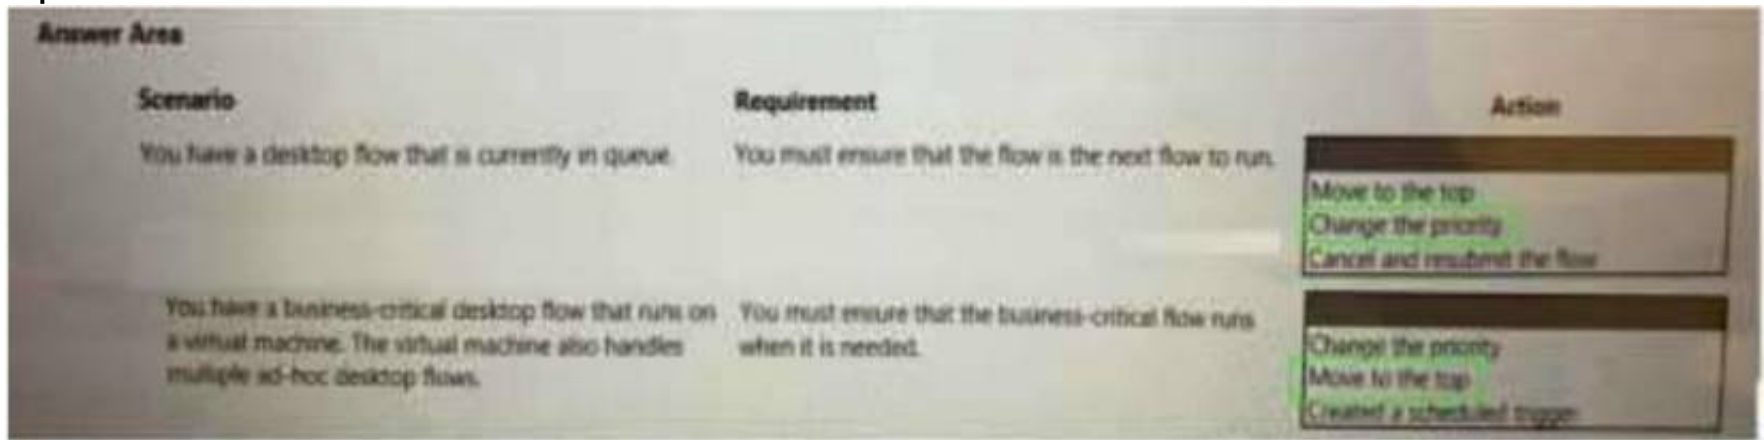 Answer Area
Scenario Requirement Action
You have a desktop flow that is currently in queue. You must ensure that the flow is the next flow to run.
Move to the top
Change the priority
Cancel and resubmit the flow
You have a business-critical desktop flow that runs on
a virtual machine. The virtual machine also handles
multiple ad-hoc desktop flows.
You must ensure that the business-critical flow runs
when it is needed.
Change the priority
Move to the top
Created a scheduled trigger